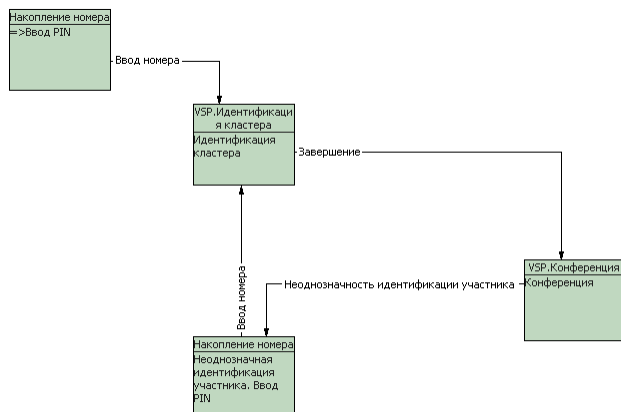 Накопление номера
=>Ввод PIN
Ввод номера
VSP.Идентификаци
я кластера
Идентификация
кластера
Завершение
VSP.Конференция
Конференция
Неоднозначность идентификации участника
Ввод номера
Накопление номера
Неоднозначная
идентификация
участника. Ввод
PIN